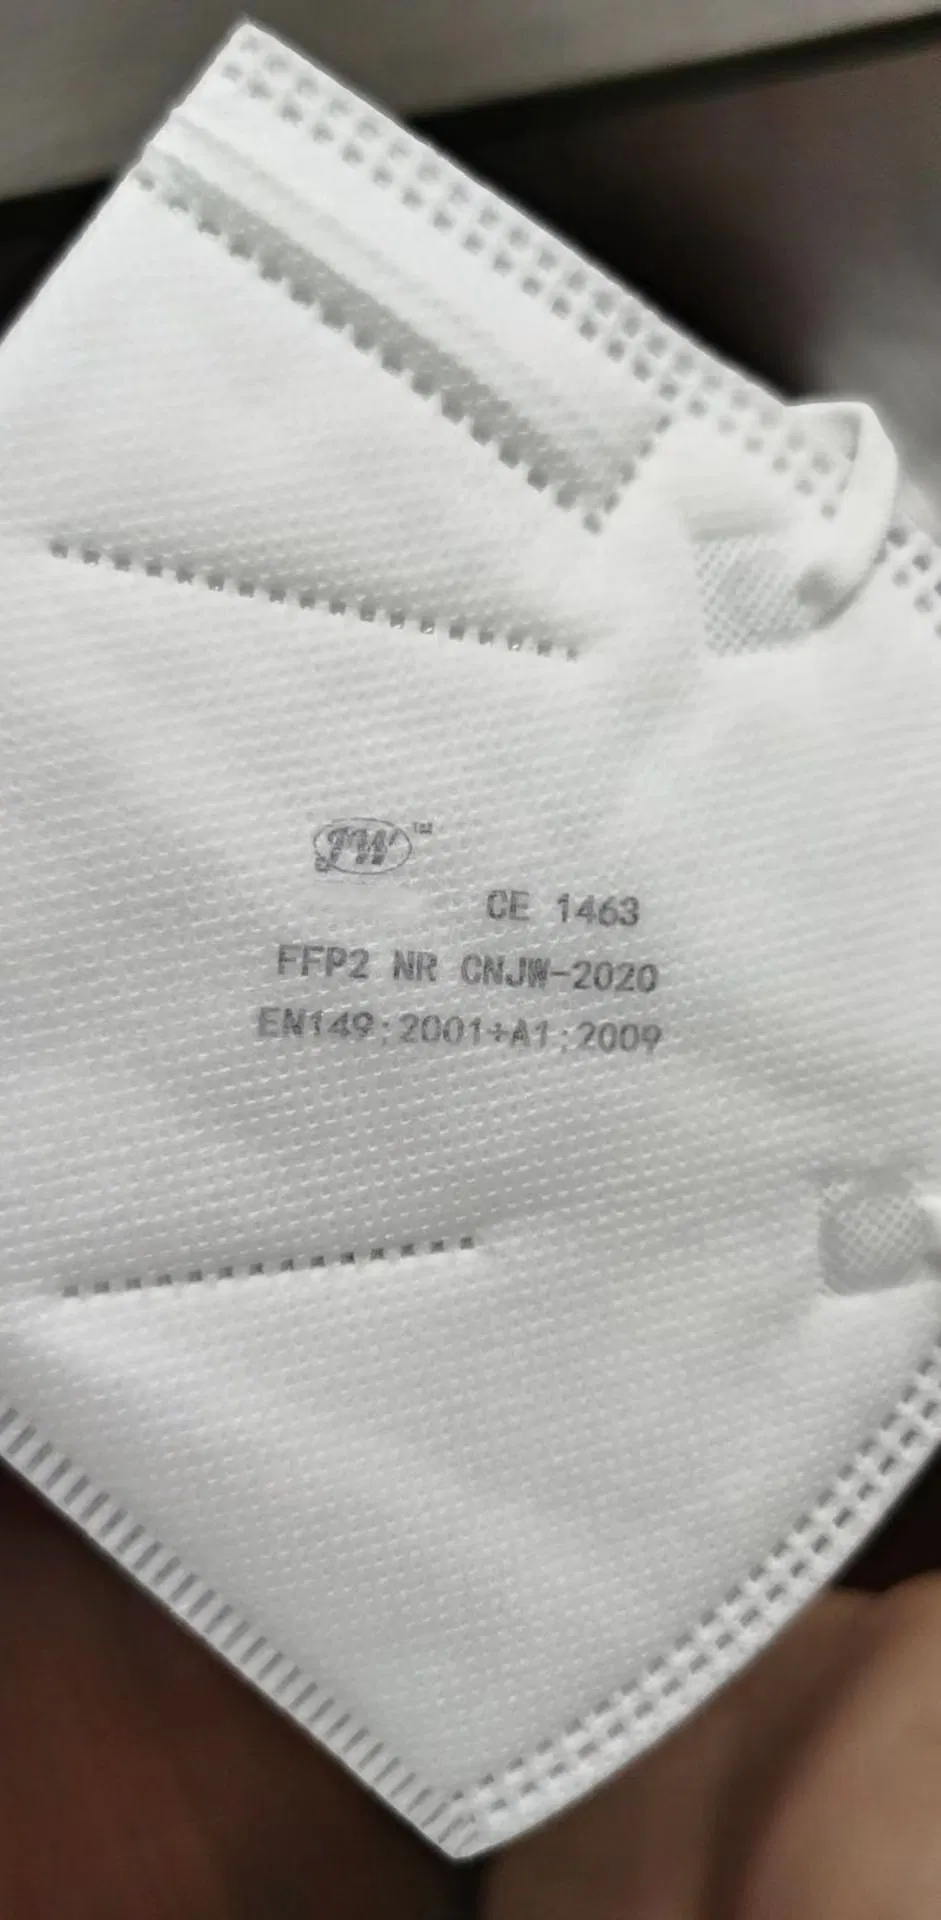 JW™
CE 1463
FFP2 NR CNJW-2020
EN149:2001+A1:2009